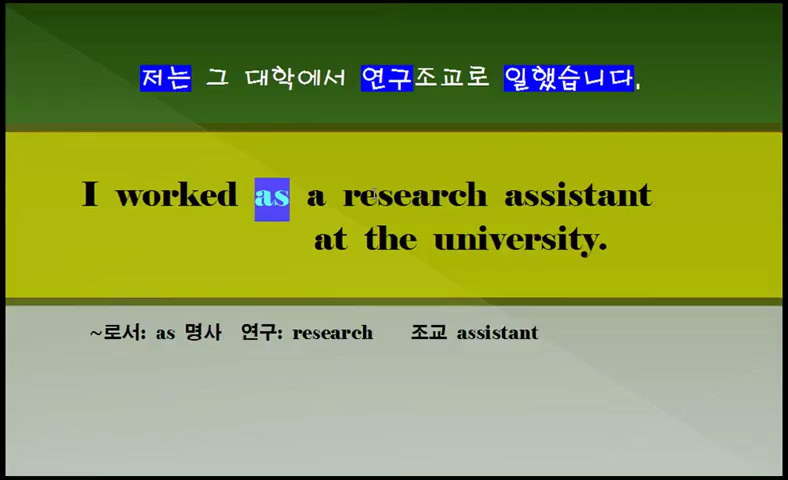 저는 그 대학에서 연구조교로 일했습니다.
I worked as a research assistant
at the university.
~로서: as 명사 연구: research 조교 assistant